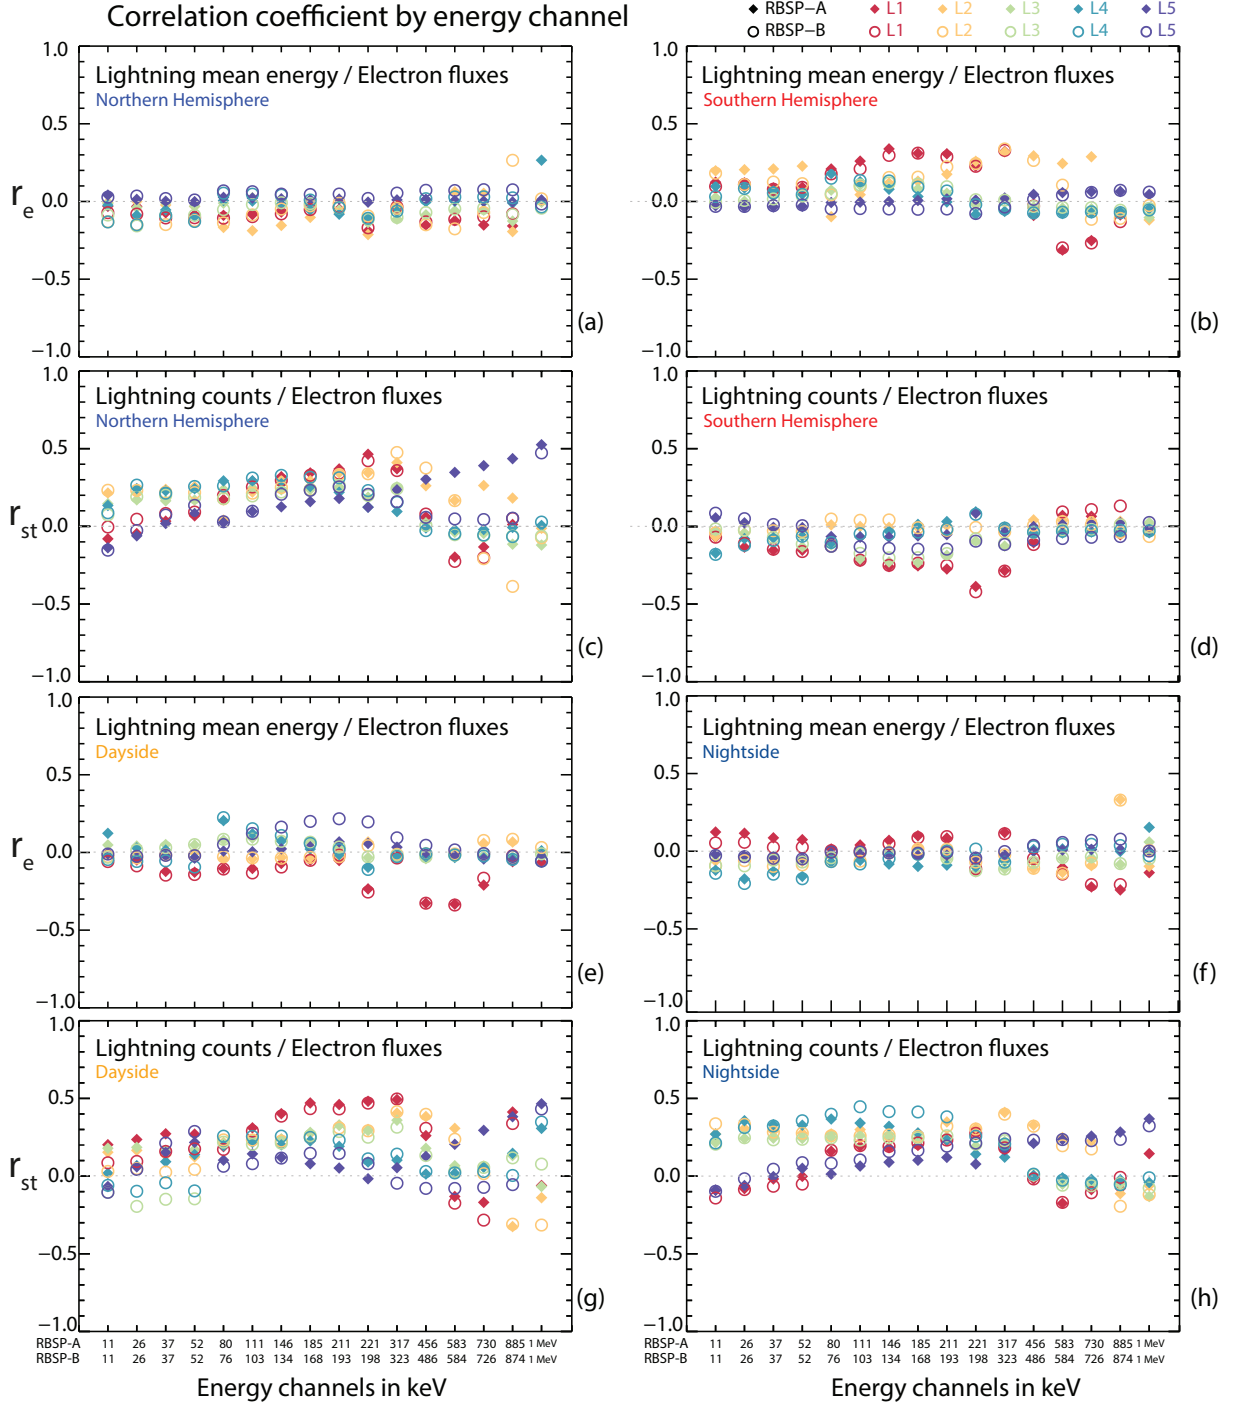 Correlation coefficient by energy channel
RBSP−A L1 L2 L3 L4 L5
RBSP−B L1 L2 L3 L4 L5
1.0
0.5
0.0
−0.5
−1.0
r_e
Lightning mean energy / Electron fluxes
Northern Hemisphere
(a)
1.0
0.5
0.0
−0.5
−1.0
Lightning mean energy / Electron fluxes
Southern Hemisphere
(b)
1.0
0.5
0.0
−0.5
−1.0
r_st
Lightning counts / Electron fluxes
Northern Hemisphere
(c)
1.0
0.5
0.0
−0.5
−1.0
Lightning counts / Electron fluxes
Southern Hemisphere
(d)
1.0
0.5
0.0
−0.5
−1.0
r_e
Lightning mean energy / Electron fluxes
Dayside
(e)
1.0
0.5
0.0
−0.5
−1.0
Lightning mean energy / Electron fluxes
Nightside
(f)
1.0
0.5
0.0
−0.5
−1.0
r_st
Lightning counts / Electron fluxes
Dayside
(g)
1.0
0.5
0.0
−0.5
−1.0
Lightning counts / Electron fluxes
Nightside
(h)
RBSP-A 11 26 37 52 80 111 146 185 211 221 317 456 583 730 885 1 MeV
RBSP-B 11 26 37 52 76 103 134 168 193 198 323 486 584 726 874 1 MeV
Energy channels in keV
RBSP-A 11 26 37 52 80 111 146 185 211 221 317 456 583 730 885 1 MeV
RBSP-B 11 26 37 52 76 103 134 168 193 198 323 486 584 726 874 1 MeV
Energy channels in keV